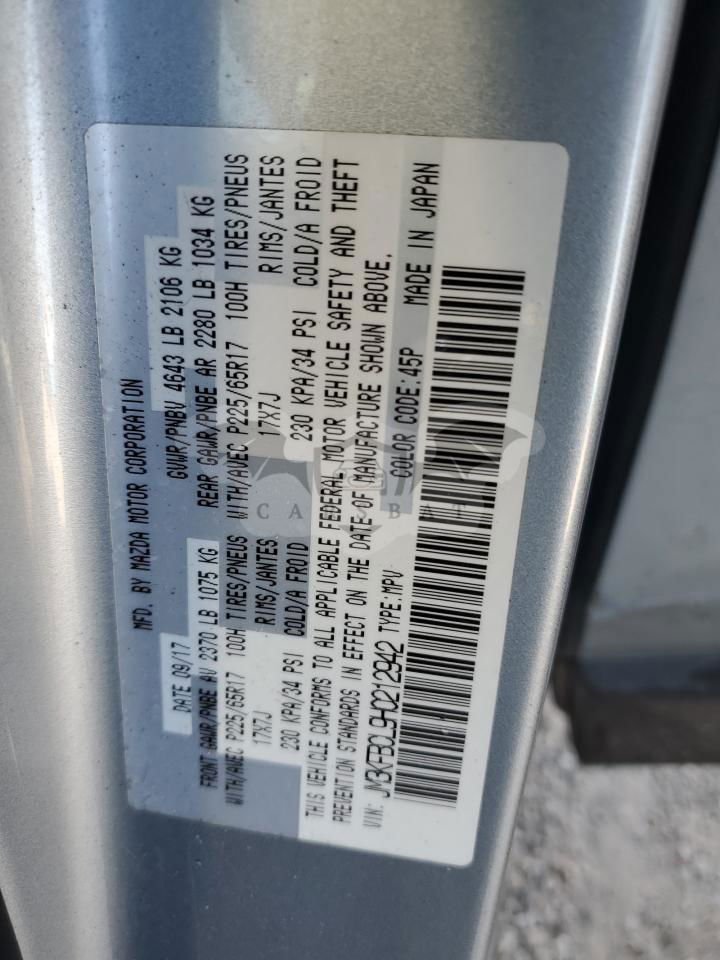 MFD. BY MAZDA MOTOR CORPORATION
DATE 09/17 GVWR/PNBV 4643 LB 2106 KG
FRONT GAWR/PNBE AV 2370 LB 1075 KG REAR GAWR/PNBE AR 2280 LB 1034 KG
WITH/AVEC P225/65R17 100H TIRES/PNEUS WITH/AVEC P225/65R17 100H TIRES/PNEUS
17X7J RIMS/JANTES 17X7J RIMS/JANTES
230 KPA/34 PSI COLD/A FROID 230 KPA/34 PSI COLD/A FROID
THIS VEHICLE CONFORMS TO ALL APPLICABLE FEDERAL MOTOR VEHICLE SAFETY AND THEFT
PREVENTION STANDARDS IN EFFECT ON THE DATE OF MANUFACTURE SHOWN ABOVE.
VIN: JM3KFBCL9H0212942 TYPE:MPV COLOR CODE:45P MADE IN JAPAN